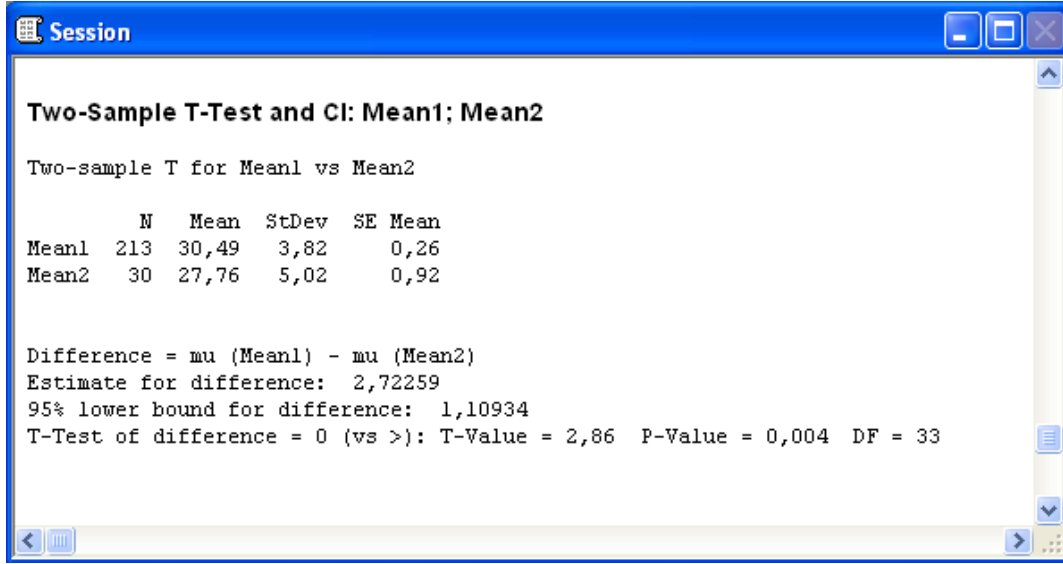 Session
Two-Sample T-Test and CI: Mean1; Mean2
Two-sample T for Mean1 vs Mean2
N Mean StDev SE Mean
Mean1 213 30,49 3,82 0,26
Mean2 30 27,76 5,02 0,92
Difference = mu (Mean1) - mu (Mean2)
Estimate for difference: 2,72259
95% lower bound for difference: 1,10934
T-Test of difference = 0 (vs >): T-Value = 2,86 P-Value = 0,004 DF = 33